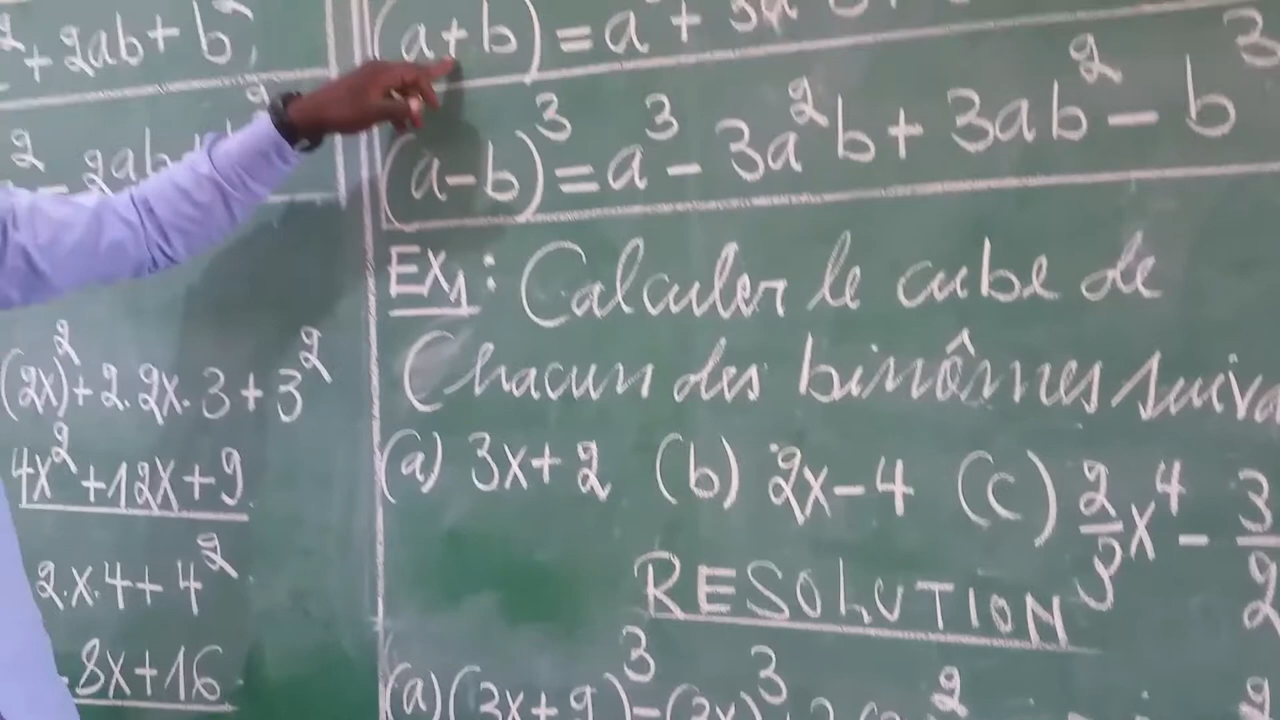 + 2ab + b²
(a+b) = a + 3a
(a-b)³ = a³ - 3a²b + 3ab² - b³
Ex₁ : Calculer le cube de
Chacun des binômes
(a) 3x+2 (b) 2x-4 (c) 2/3 x⁴ - 3/2
RESOLUTION
(a) (3x+2)³ = (3x)³
(2x)² + 2.2x.3 + 3²
4x² + 12x + 9
2.x.4 + 4²
8x + 16